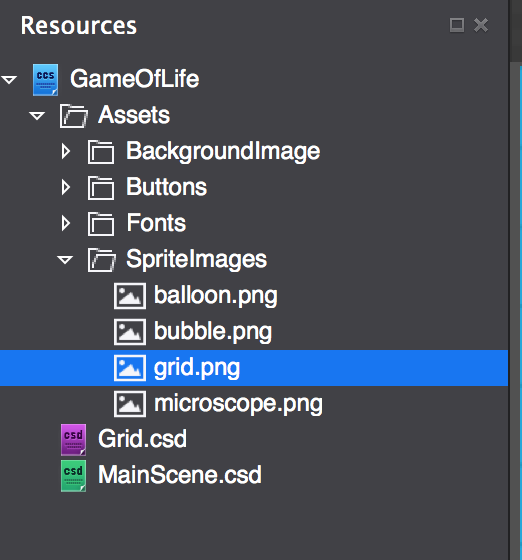 Resources
ccs GameOfLife
Assets
BackgroundImage
Buttons
Fonts
SpriteImages
balloon.png
bubble.png
grid.png
microscope.png
csd Grid.csd
csd MainScene.csd